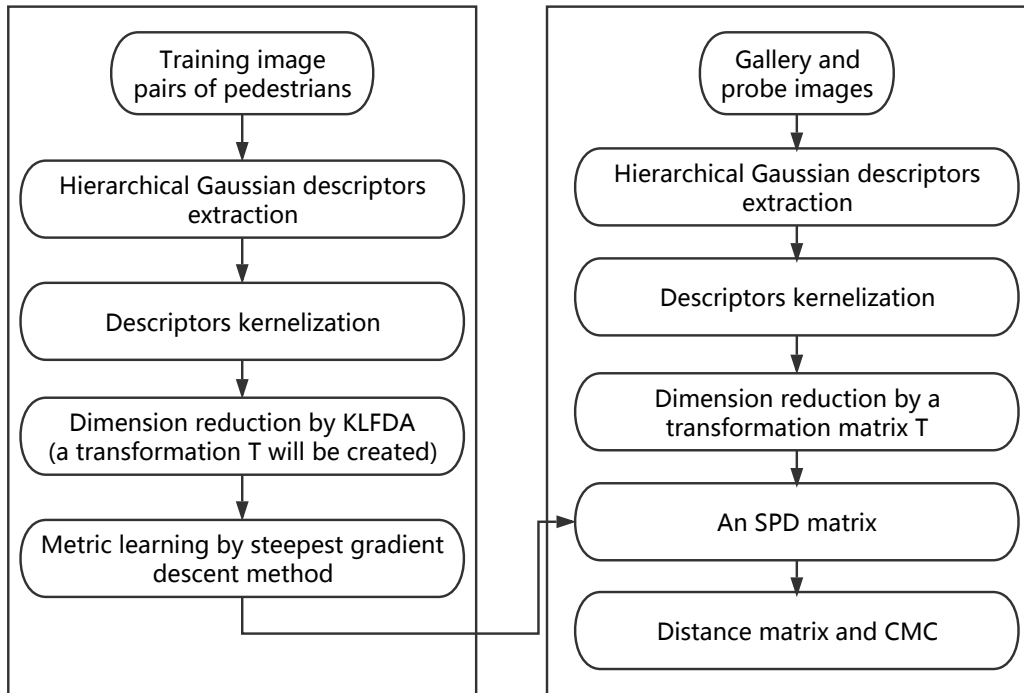 Training image
pairs of pedestrians
Hierarchical Gaussian descriptors
extraction
Descriptors kernelization
Dimension reduction by KLFDA
(a transformation T will be created)
Metric learning by steepest gradient
descent method
Gallery and
probe images
Hierarchical Gaussian descriptors
extraction
Descriptors kernelization
Dimension reduction by a
transformation matrix T
An SPD matrix
Distance matrix and CMC